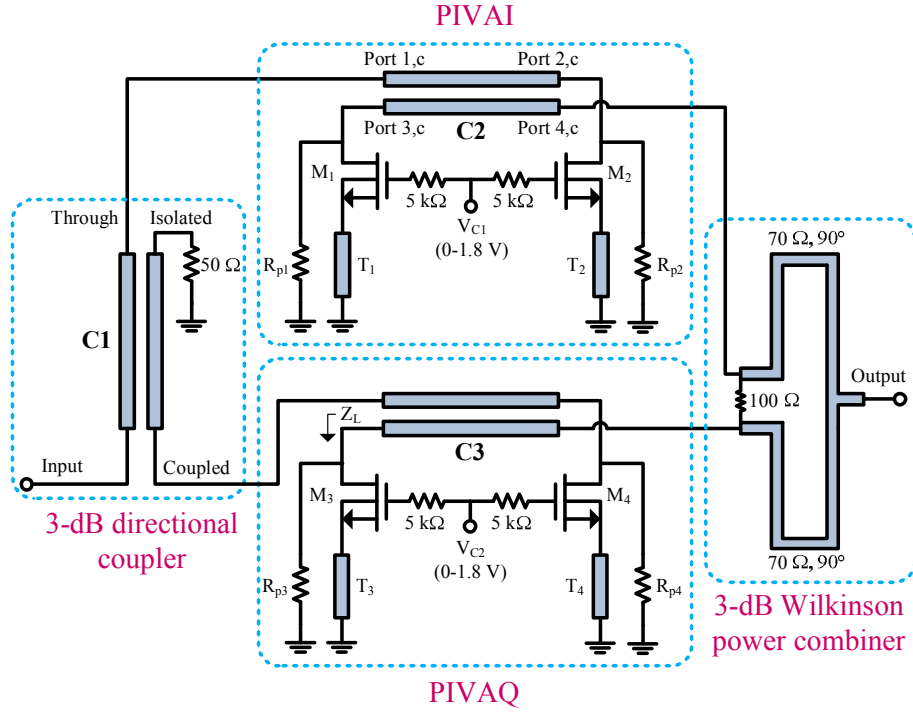 PIVAI
Port 1,c
Port 2,c
Port 3,c
C2
Port 4,c
M1
M2
5 kΩ
5 kΩ
VC1
(0-1.8 V)
Rp1
T1
T2
Rp2
Through
Isolated
50 Ω
C1
Input
Coupled
3-dB directional
coupler
ZL
C3
M3
M4
5 kΩ
5 kΩ
VC2
(0-1.8 V)
Rp3
T3
T4
Rp4
PIVAQ
70 Ω, 90°
100 Ω
Output
70 Ω, 90°
3-dB Wilkinson
power combiner